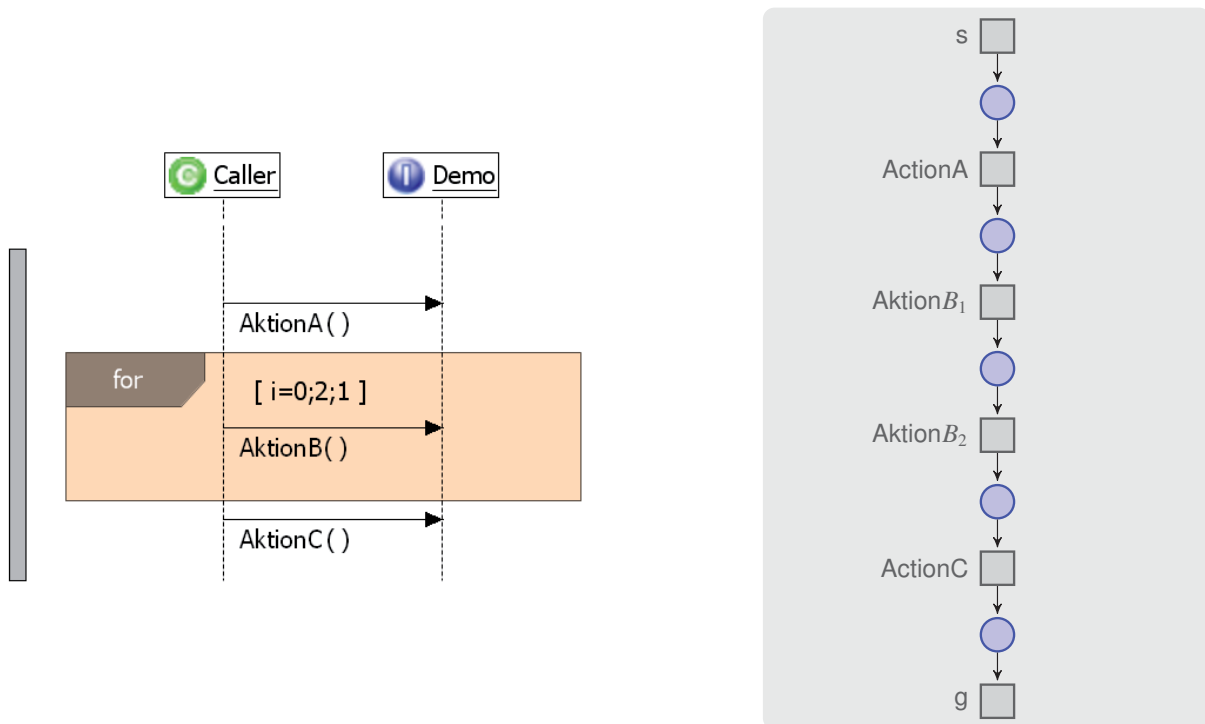 C Caller
I Demo
AktionA( )
for
[ i=0;2;1 ]
AktionB()
AktionC( )
s
ActionA
AktionB₁
AktionB₂
ActionC
g